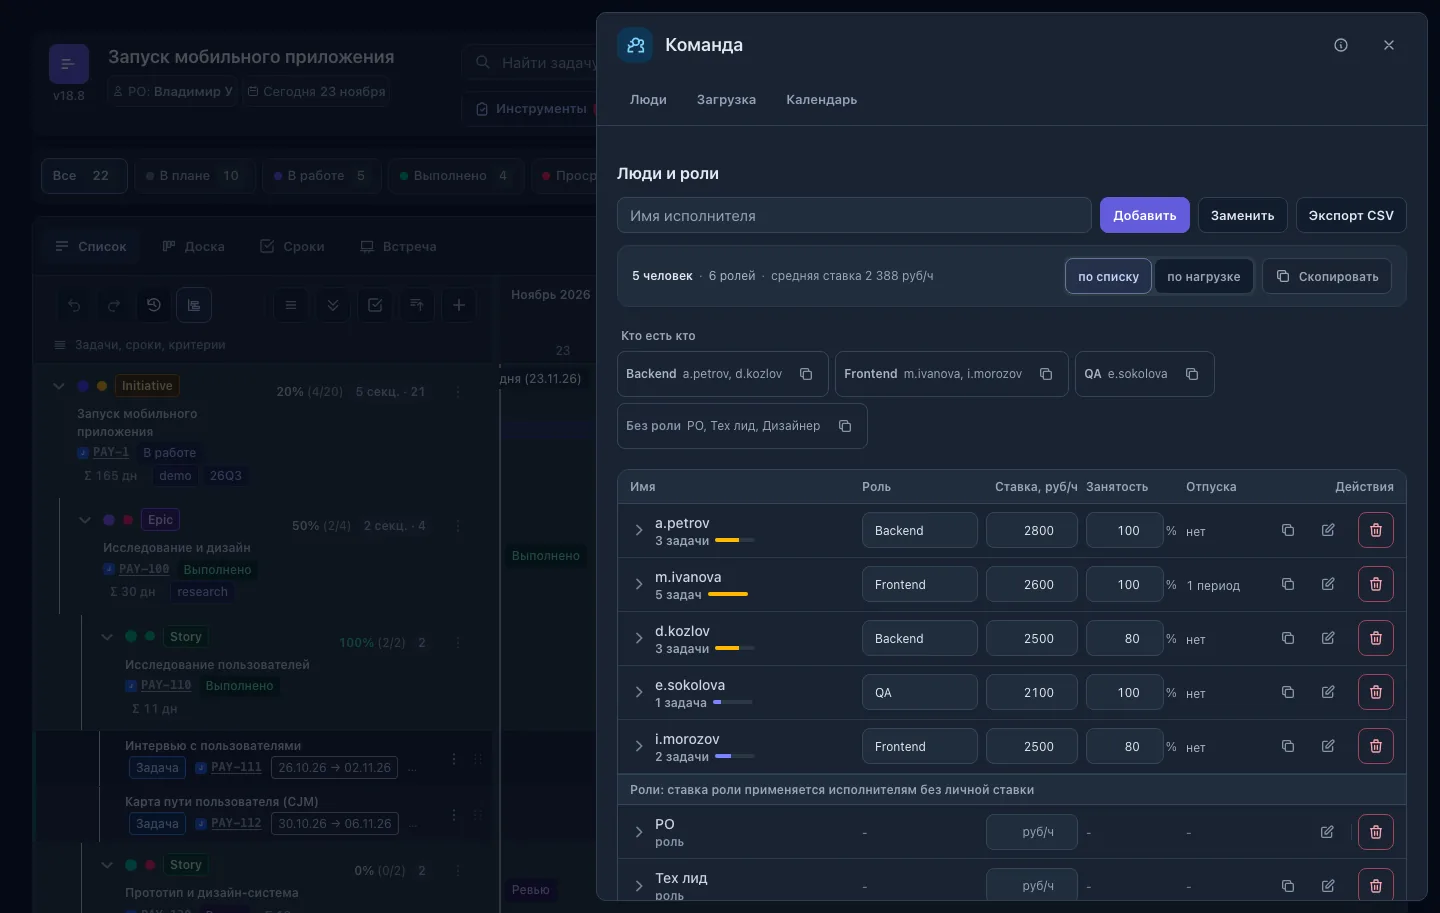 Запуск мобильного приложения
v18.8
PO: Владимир У
Сегодня 23 ноября
Найти задачу
Инструменты
Все 22
В плане 10
В работе 5
Выполнено 4
Проср
Список
Доска
Сроки
Встреча
Ноябрь 2026
Задачи, сроки, критерии
23
дня (23.11.26)
Initiative
20% (4/20) 5 секц. · 21
Запуск мобильного
приложения
PAY-1 В работе
Σ 165 дн demo 26Q3
Epic
50% (2/4) 2 секц. · 4
Исследование и дизайн
PAY-100 Выполнено
Σ 30 дн research
Выполнено
Story
100% (2/2) 2
Исследование пользователей
PAY-110 Выполнено
Σ 11 дн
Интервью с пользователями
Задача PAY-111 26.10.26 → 02.11.26 ...
Карта пути пользователя (CJM)
Задача PAY-112 30.10.26 → 06.11.26 ...
Story
0% (0/2) 2
Прототип и дизайн-система
Ревью
Команда
Люди
Загрузка
Календарь
Люди и роли
Имя исполнителя
Добавить
Заменить
Экспорт CSV
5 человек · 6 ролей · средняя ставка 2 388 руб/ч
по списку
по нагрузке
Скопировать
Кто есть кто
Backend a.petrov, d.kozlov
Frontend m.ivanova, i.morozov
QA e.sokolova
Без роли PO, Тех лид, Дизайнер
Имя Роль Ставка, руб/ч Занятость Отпуска Действия
a.petrov
3 задачи
Backend 2800 100 % нет
m.ivanova
5 задач
Frontend 2600 100 % 1 период
d.kozlov
3 задачи
Backend 2500 80 % нет
e.sokolova
1 задача
QA 2100 100 % нет
i.morozov
2 задачи
Frontend 2500 80 % нет
Роли: ставка роли применяется исполнителям без личной ставки
PO
роль
- руб/ч - -
Тех лид
роль
- руб/ч - -